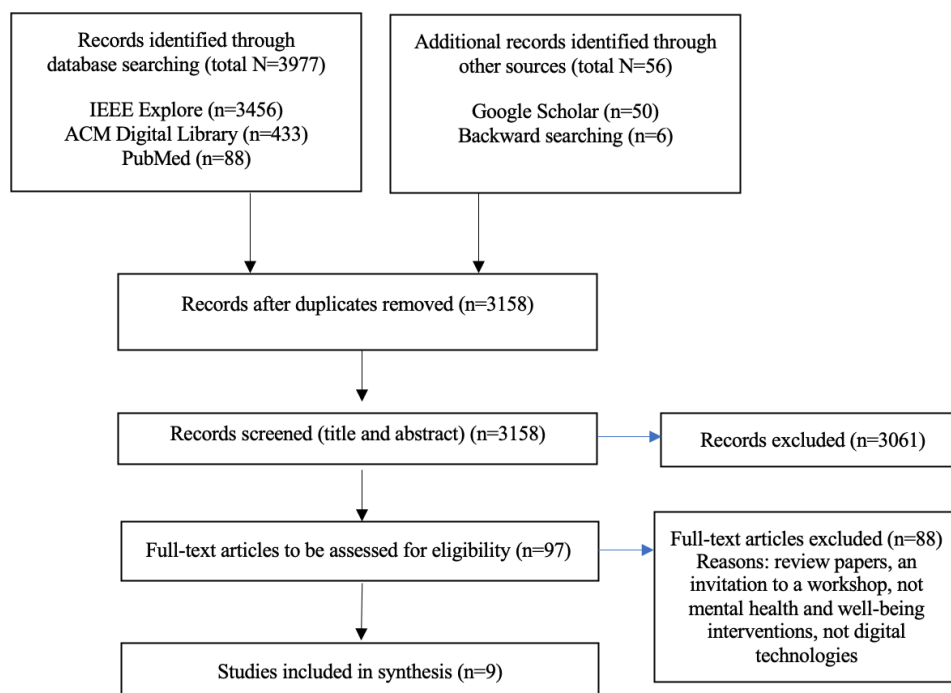 Records identified through
database searching (total N=3977)
IEEE Explore (n=3456)
ACM Digital Library (n=433)
PubMed (n=88)
Additional records identified through
other sources (total N=56)
Google Scholar (n=50)
Backward searching (n=6)
Records after duplicates removed (n=3158)
Records screened (title and abstract) (n=3158)
Records excluded (n=3061)
Full-text articles to be assessed for eligibility (n=97)
Full-text articles excluded (n=88)
Reasons: review papers, an
invitation to a workshop, not
mental health and well-being
interventions, not digital
technologies
Studies included in synthesis (n=9)